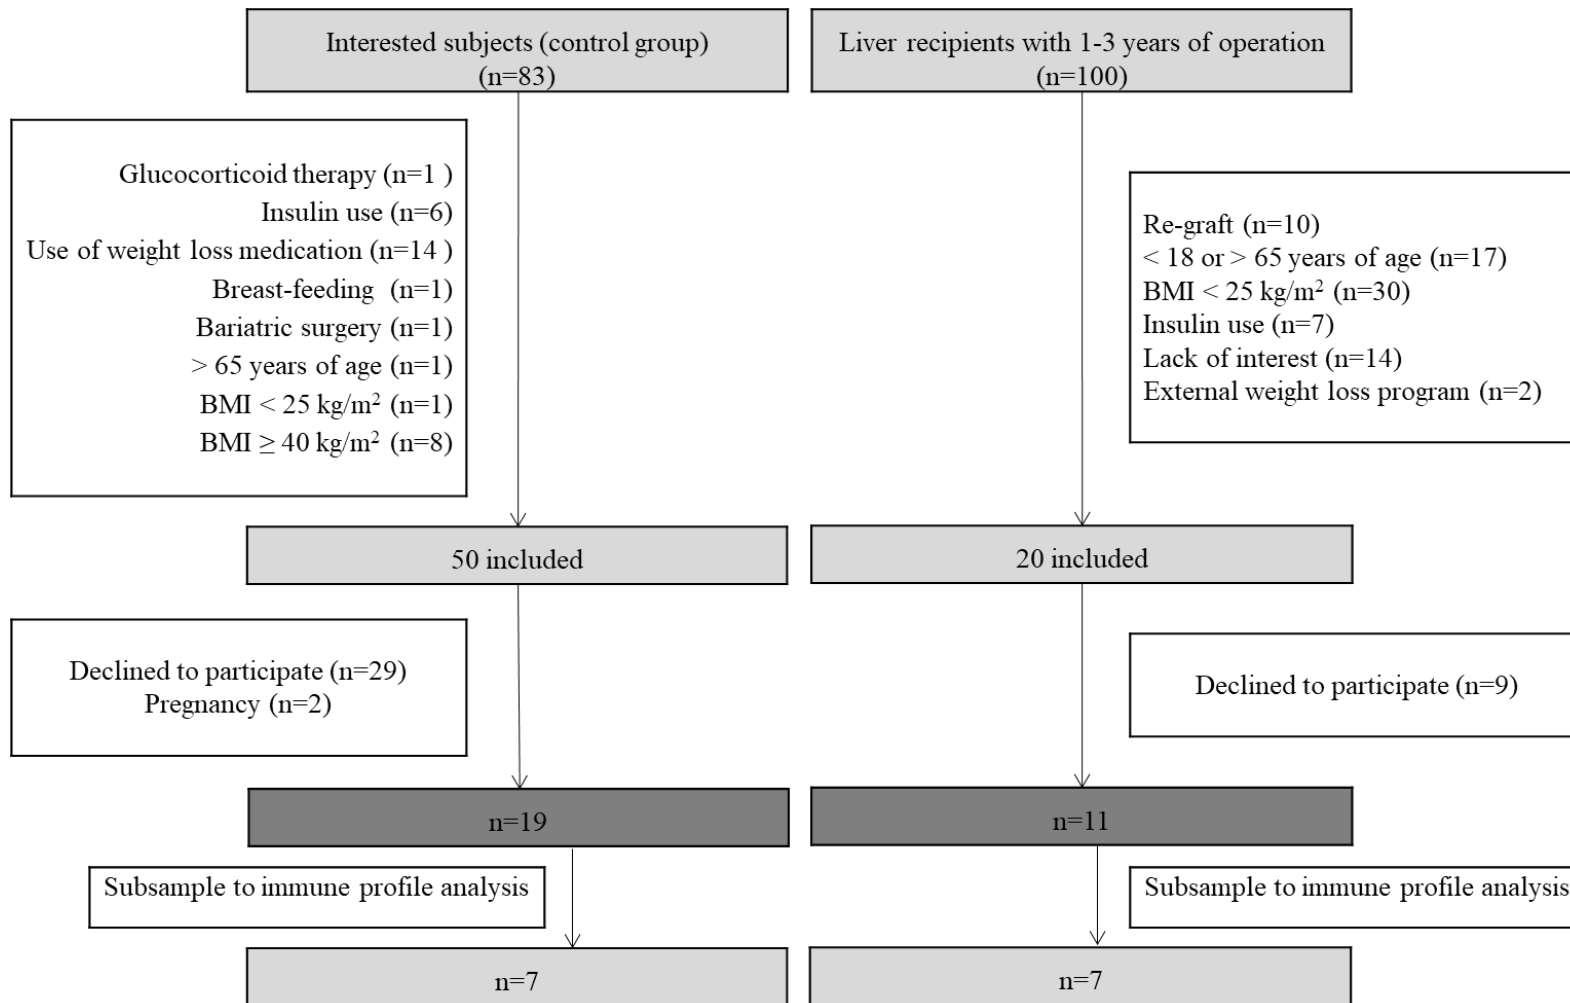 Interested subjects (control group)
(n=83)
Liver recipients with 1-3 years of operation
(n=100)
Glucocorticoid therapy (n=1 )
Insulin use (n=6)
Use of weight loss medication (n=14 )
Breast-feeding (n=1)
Bariatric surgery (n=1)
> 65 years of age (n=1)
BMI < 25 kg/m² (n=1)
BMI ≥ 40 kg/m² (n=8)
Re-graft (n=10)
< 18 or > 65 years of age (n=17)
BMI < 25 kg/m² (n=30)
Insulin use (n=7)
Lack of interest (n=14)
External weight loss program (n=2)
50 included
20 included
Declined to participate (n=29)
Pregnancy (n=2)
Declined to participate (n=9)
n=19
n=11
Subsample to immune profile analysis
Subsample to immune profile analysis
n=7
n=7